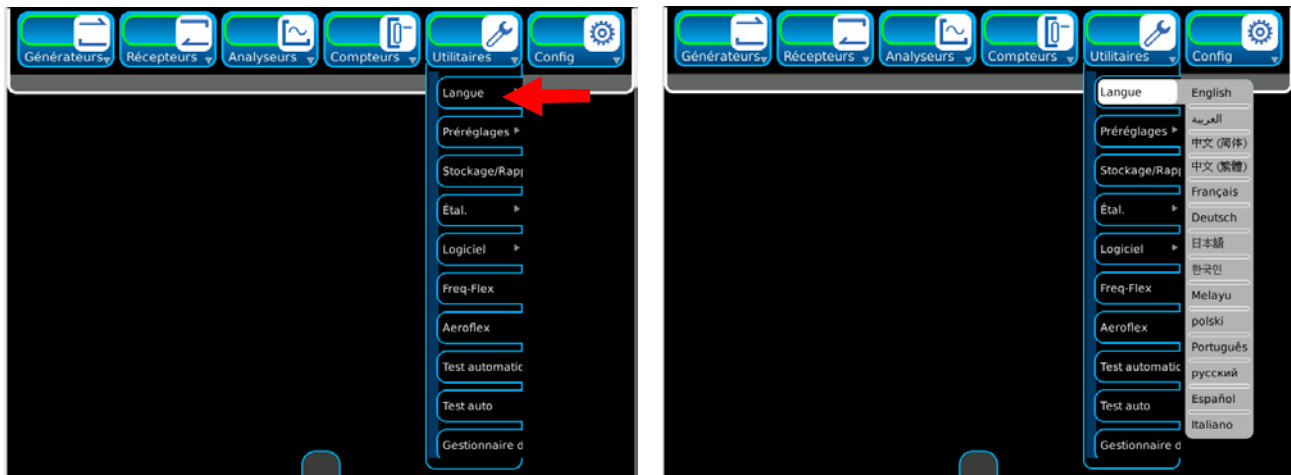 Générateurs Récepteurs Analyseurs Compteurs Utilitaires Config
Langue
Préréglages
Stockage/Rapp
Étal.
Logiciel
Freq-Flex
Aeroflex
Test automatic
Test auto
Gestionnaire d
Générateurs Récepteurs Analyseurs Compteurs Utilitaires Config
Langue English
العربية
Préréglages 中文 (简体)
Stockage/Rapp 中文 (繁體)
Français
Étal. Deutsch
Logiciel 日本語
한국인
Freq-Flex Melayu
Aeroflex polski
Português
Test automatic русский
Test auto Español
Italiano
Gestionnaire d